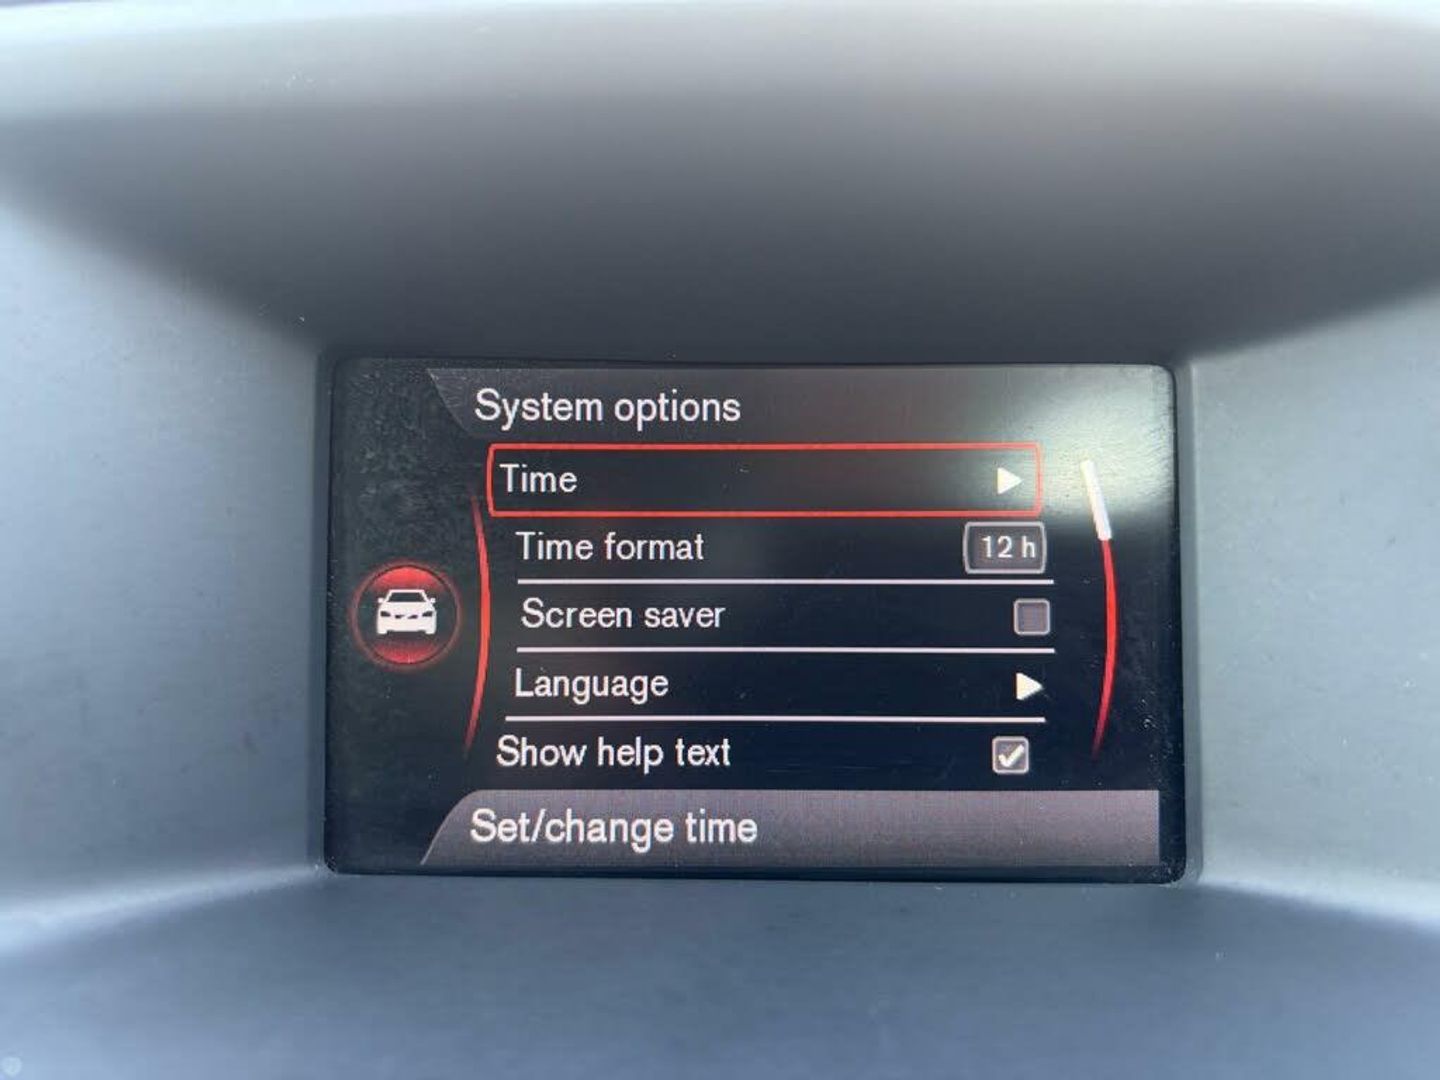 System options
Time
Time format 12 h
Screen saver
Language
Show help text
Set/change time